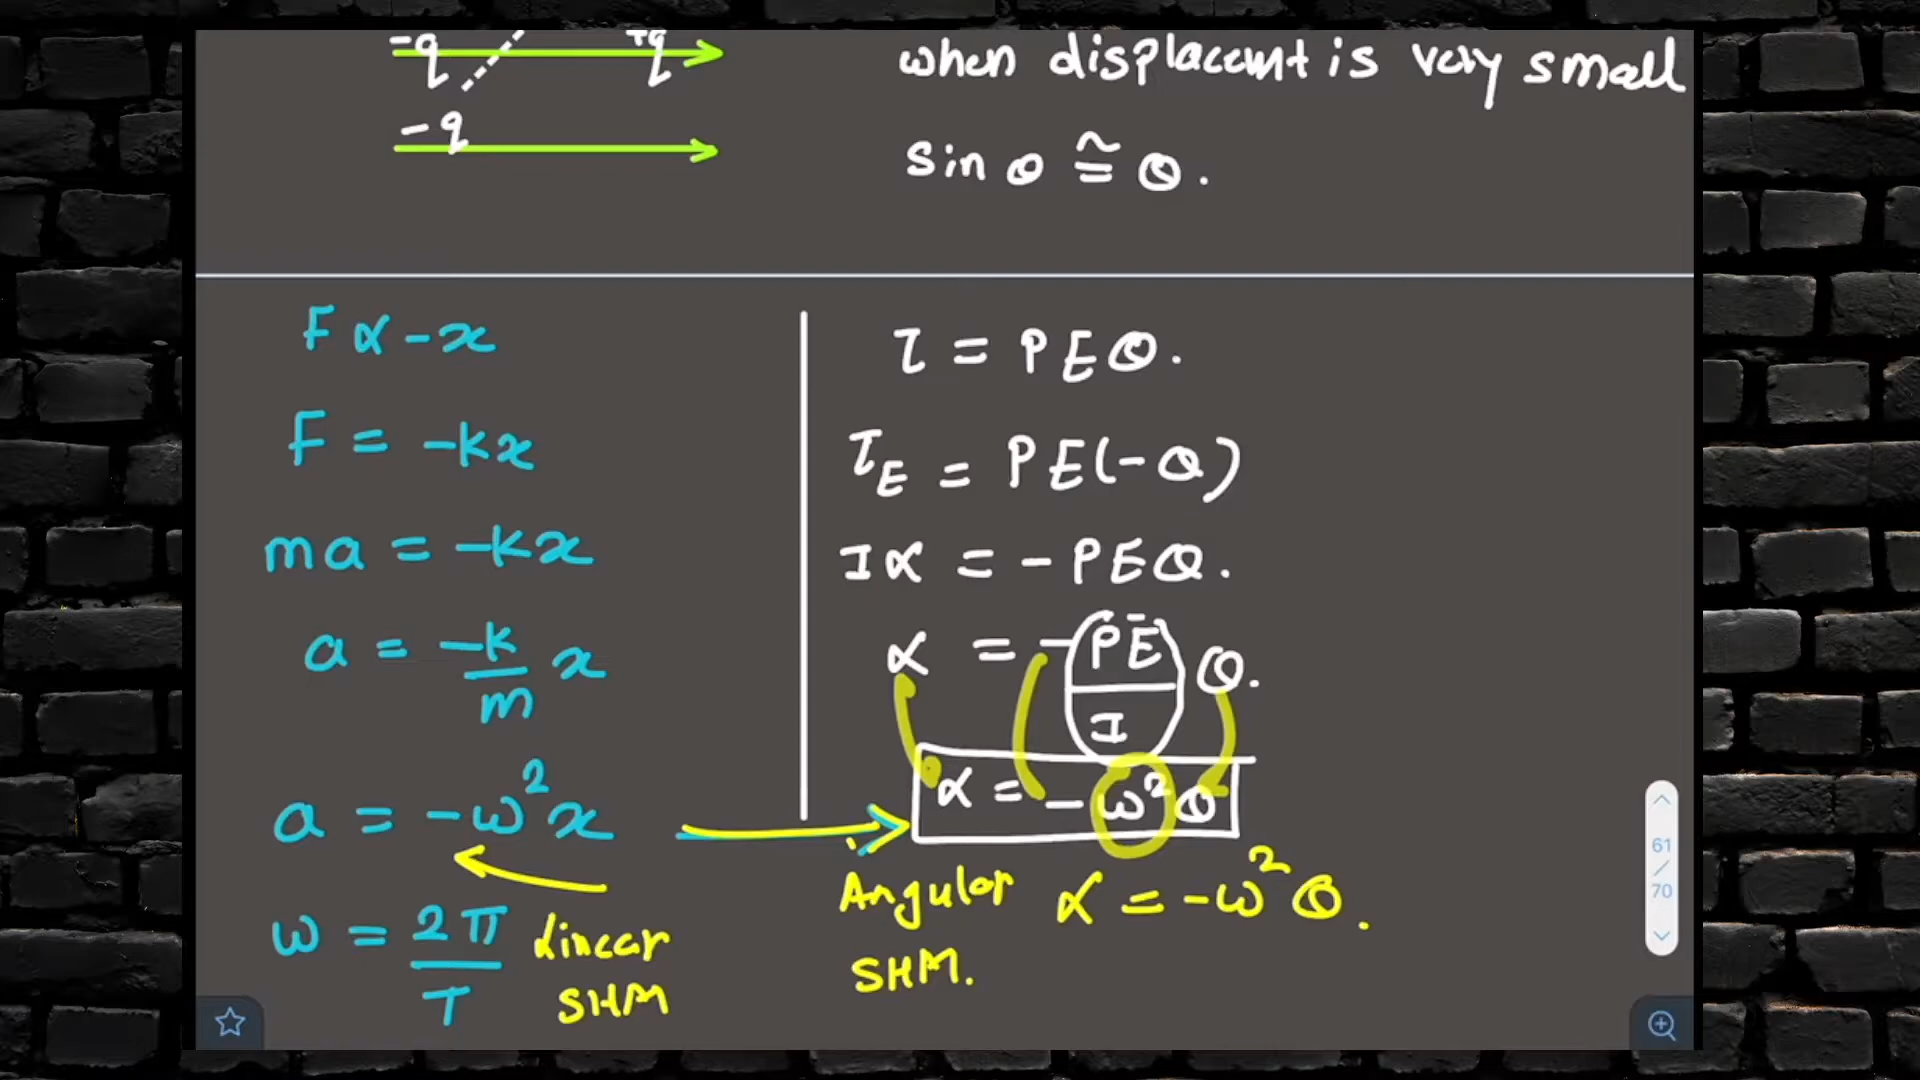 -q +q
-q
when displacemt is very small
sin θ ≅ θ.
F α -x
F = -kx
ma = -kx
a = -k/m x
a = -ω²x
ω = 2π/T
Linear
SHM
τ = PEθ.
τE = PE(-θ)
Iα = -PEθ.
α = -(PE/I) θ.
α = -ω²θ
Angular α = -ω²θ.
SHM.
61
/
70